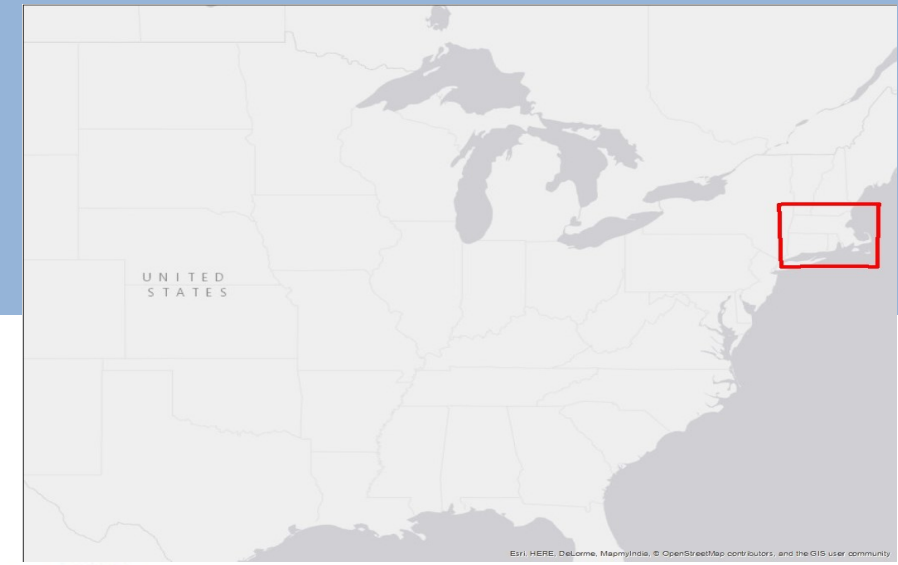 UNITED
STATES
Esri, HERE, DeLorme, MapmyIndia, © OpenStreetMap contributors, and the GIS user community